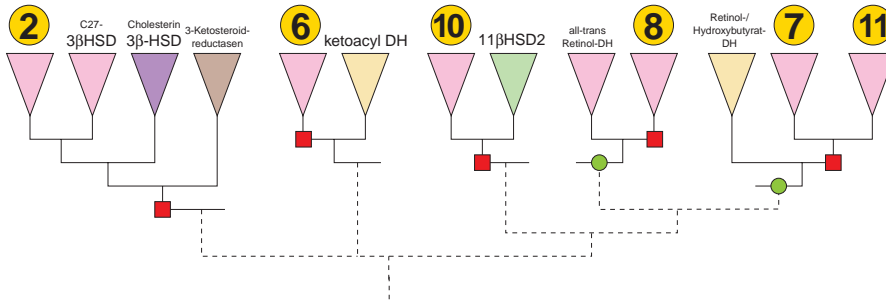 2
C27-
3βHSD
Cholesterin
3β-HSD
3-Ketosteroid-
reduktasen
6
ketoacyl DH
10
11βHSD2
all-trans
Retinol-DH
8
Retinol-/
Hydroxybutyrat-
DH
7
11